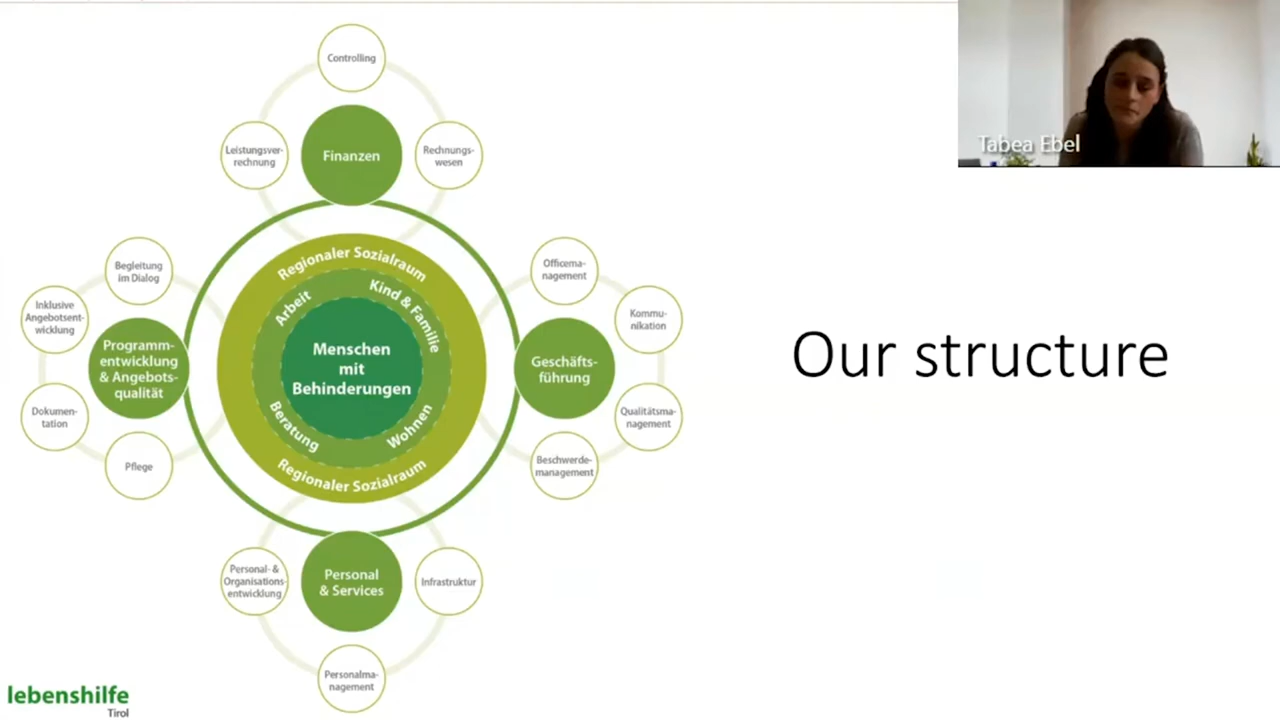 Controlling
Leistungsver-
rechnung
Finanzen
Rechnungs-
wesen
Tabea Ebel
Begleitung
im Dialog
Inklusive
Angebotsent-
wicklung
Programm-
entwicklung
& Angebots-
qualität
Dokumen-
tation
Pflege
Regionaler Sozialraum
Arbeit
Kind & Familie
Menschen
mit
Behinderungen
Beratung
Wohnen
Regionaler Sozialraum
Officema-
nagement
Kommu-
nikation
Geschäfts-
führung
Qualitätsma-
nagement
Beschwerde-
management
Our structure
Personal- &
Organisations-
entwicklung
Personal
& Services
Infrastruktur
Personalma-
nagement
lebenshilfe
Tirol